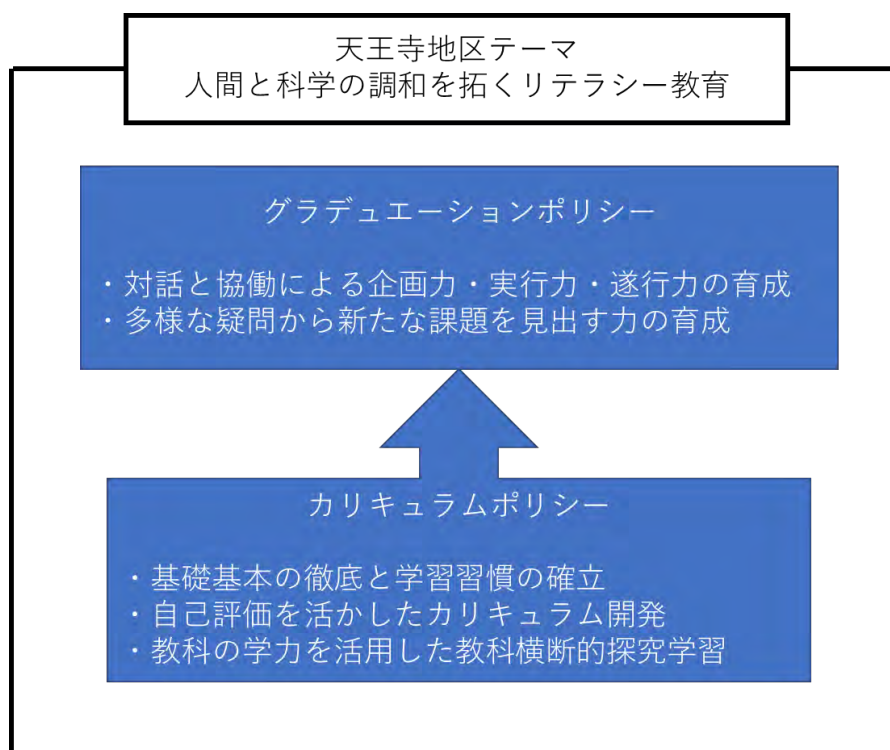 天王寺地区テーマ
人間と科学の調和を拓くリテラシー教育
グラデュエーションポリシー
・対話と協働による企画力・実行力・遂行力の育成
・多様な疑問から新たな課題を見出す力の育成
カリキュラムポリシー
・基礎基本の徹底と学習習慣の確立
・自己評価を活かしたカリキュラム開発
・教科の学力を活用した教科横断的探究学習